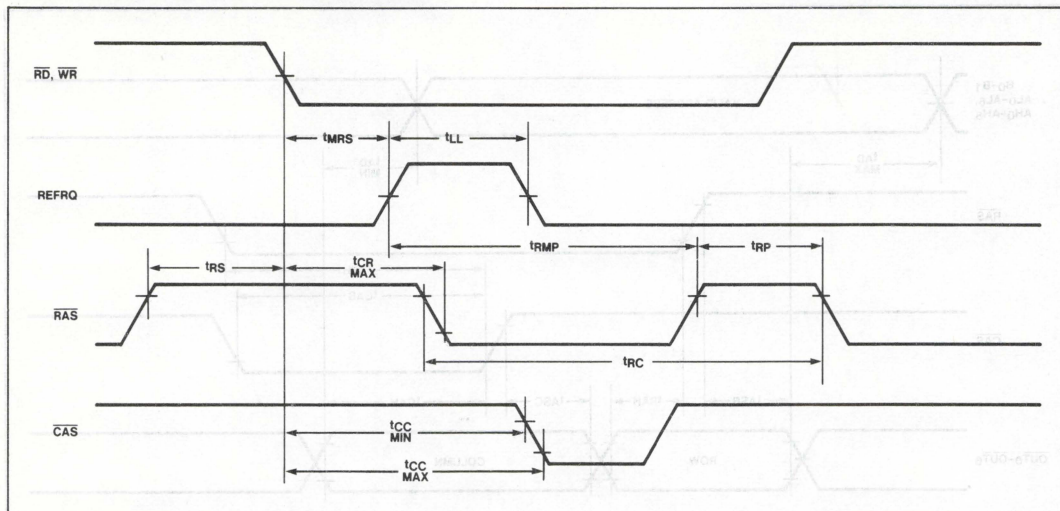 RD, WR
tMRS tLL
REFRQ
tRMP tRP
tRS tCR
MAX
RAS
tRC
CAS
tCC
MIN
tCC
MAX